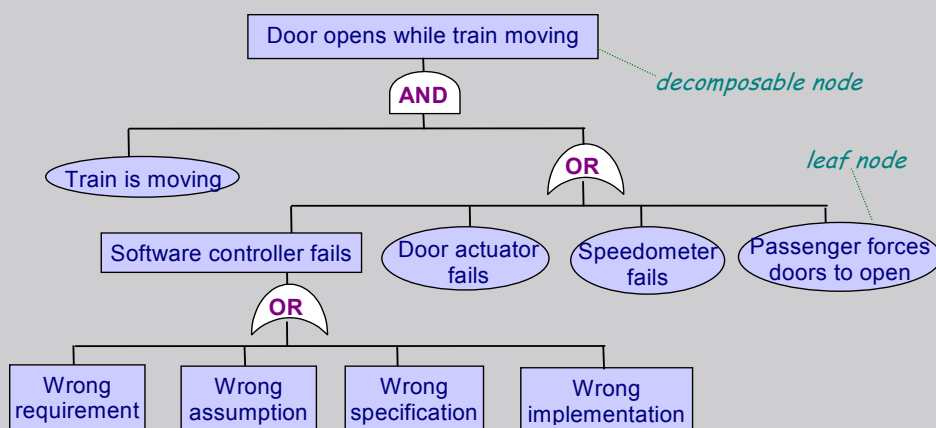 Door opens while train moving
decomposable node
AND
leaf node
Train is moving
OR
Software controller fails
Door actuator
fails
Speedometer
fails
Passenger forces
doors to open
OR
Wrong
requirement
Wrong
assumption
Wrong
specification
Wrong
implementation